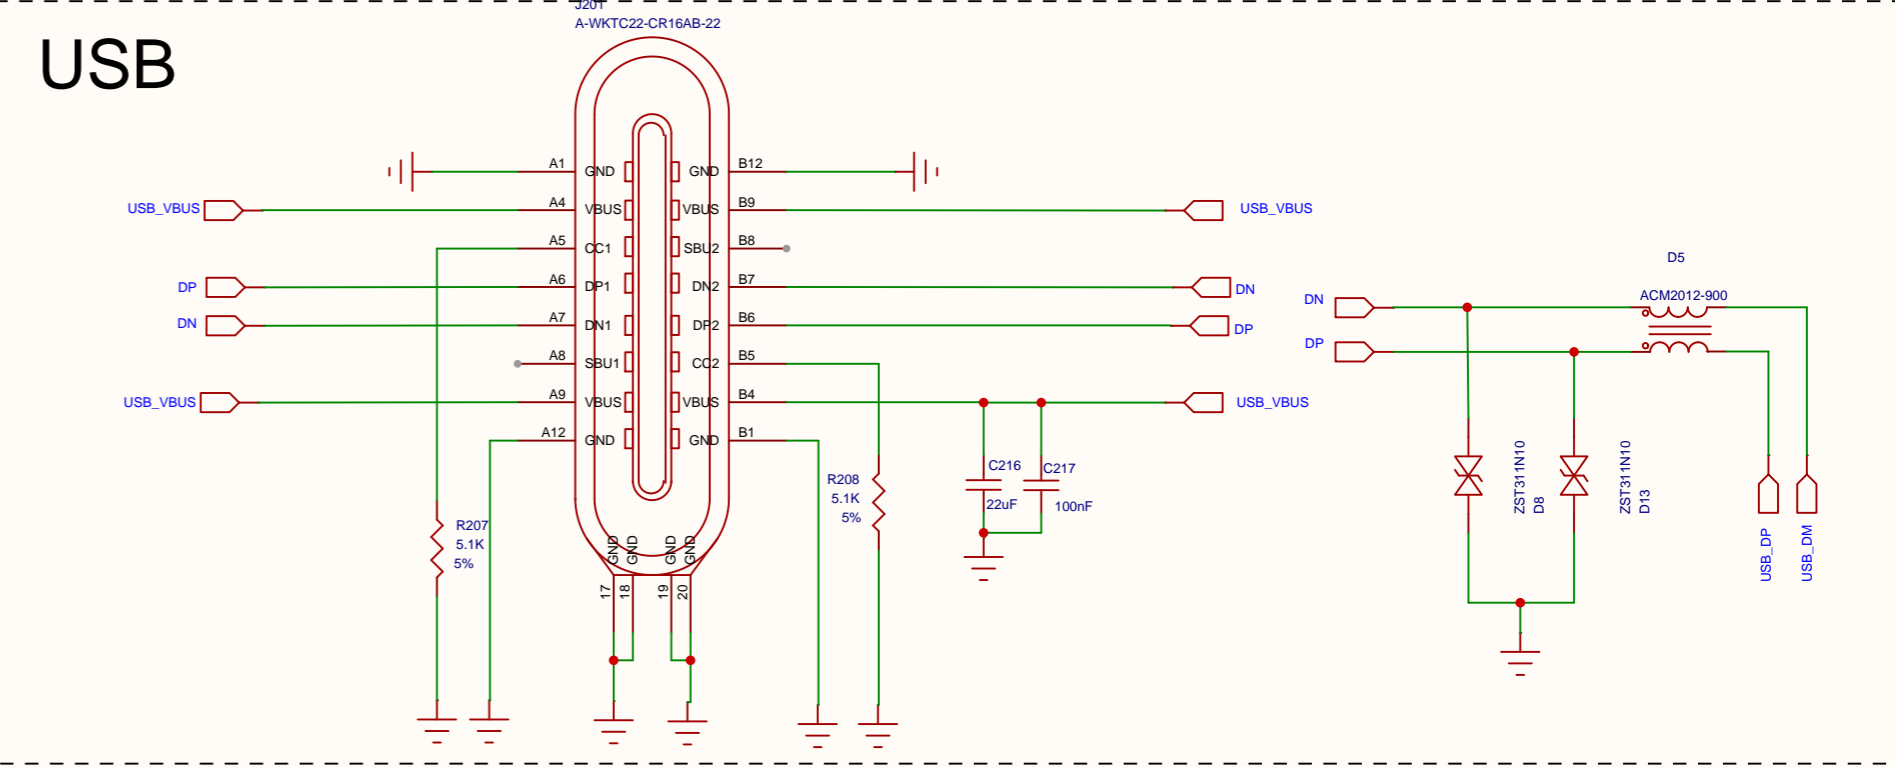 J201
A-WKTC22-CR16AB-22
USB
A1
GND
GND
B12
USB_VBUS
A4
VBUS
VBUS
B9
USB_VBUS
A5
CC1
SBU2
B8
DP
A6
DP1
DN2
B7
DN
DN
A7
DN1
DP2
B6
DP
A8
SBU1
CC2
B5
USB_VBUS
A9
VBUS
VBUS
B4
USB_VBUS
A12
GND
GND
B1
R207
5.1K
5%
GND
GND
GND
GND
17
18
19
20
R208
5.1K
5%
C216
22uF
C217
100nF
D5
ACM2012-900
DN
DP
ZST311N10
D8
ZST311N10
D13
USB_DP
USB_DM